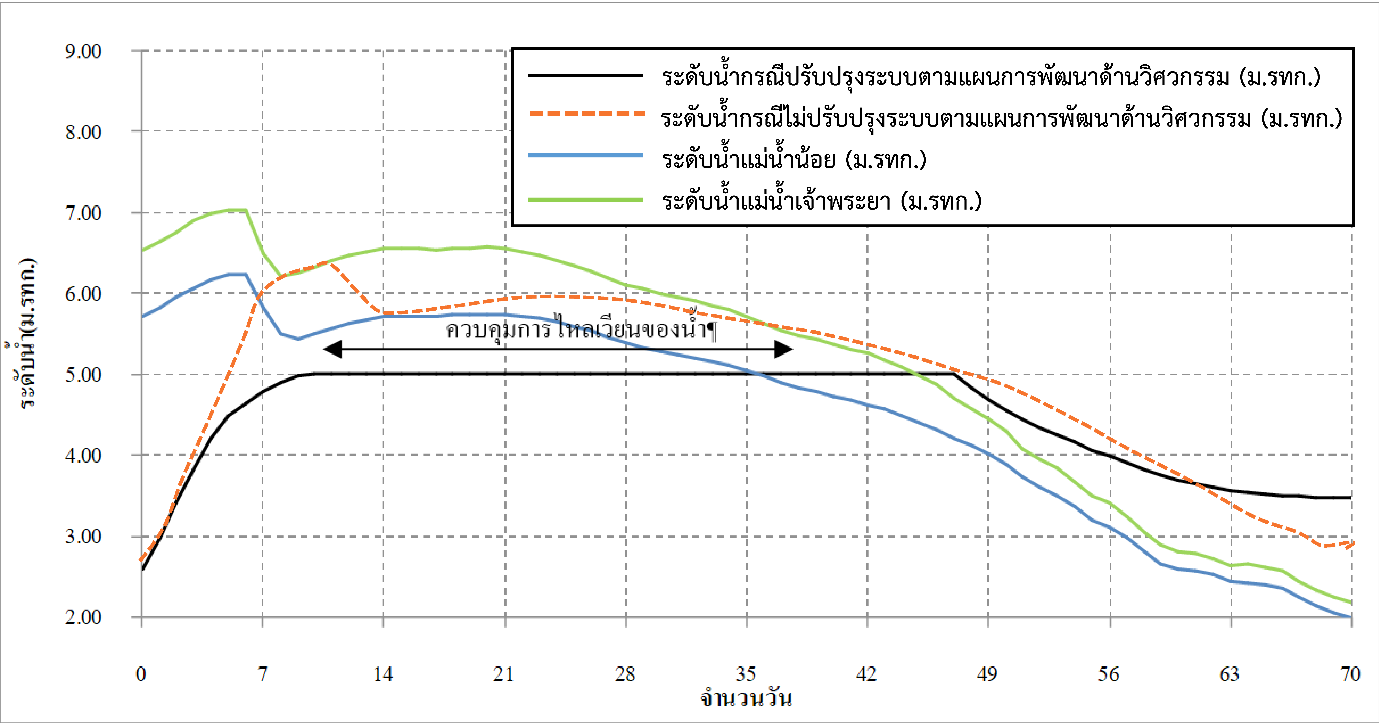 9.00
8.00
7.00
6.00
5.00
4.00
3.00
2.00
ระดับน้ำ(ม.รทก.)
ระดับน้ำกรณีปรับปรุงระบบตามแผนการพัฒนาด้านวิศวกรรม (ม.รทก.)
ระดับน้ำกรณีไม่ปรับปรุงระบบตามแผนการพัฒนาด้านวิศวกรรม (ม.รทก.)
ระดับน้ำแม่น้ำน้อย (ม.รทก.)
ระดับน้ำแม่น้ำเจ้าพระยา (ม.รทก.)
ควบคุมการไหลเวียนของน้ำ¶
0 7 14 21 28 35 42 49 56 63 70
จำนวนวัน